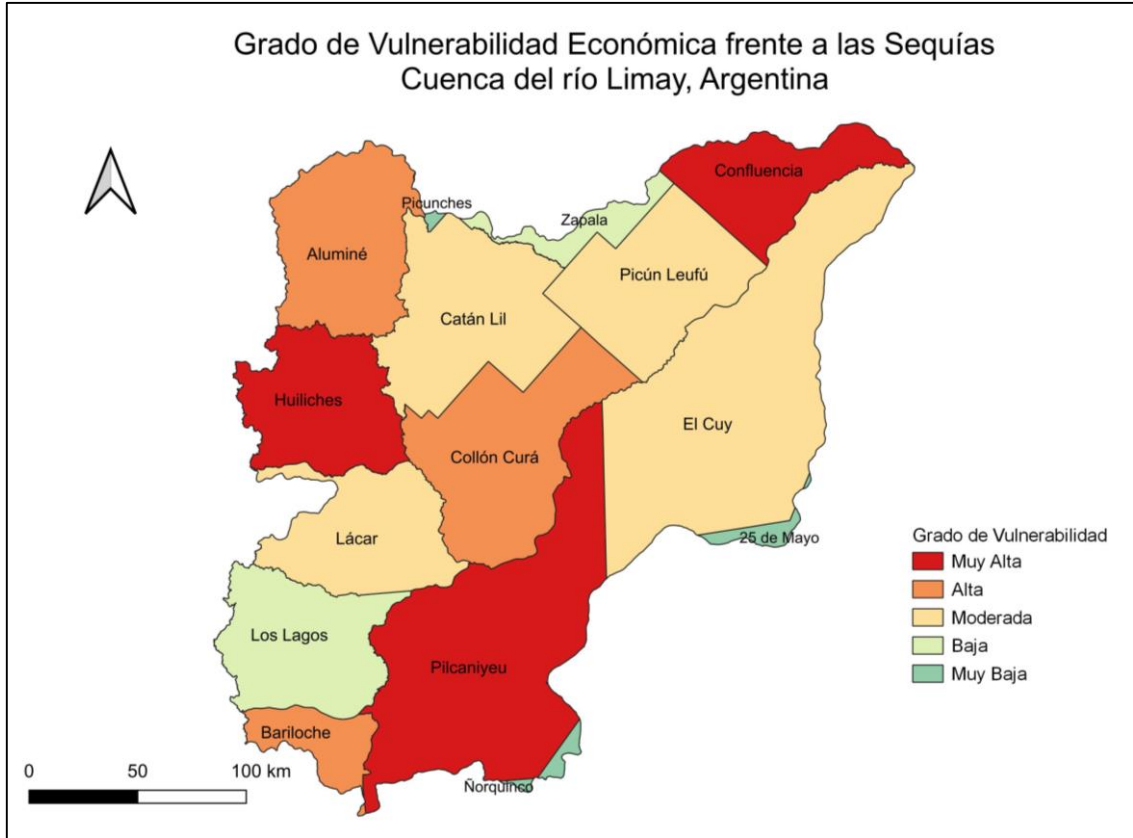 Grado de Vulnerabilidad Económica frente a las Sequías
Cuenca del río Limay, Argentina
Confluencia
Picunches
Zapala
Aluminé
Picún Leufú
Catán Lil
Huiliches
El Cuy
Collón Curá
Lácar
25 de Mayo
Los Lagos
Pilcaniyeu
Bariloche
Ñorquinco
0 50 100 km
Grado de Vulnerabilidad
Muy Alta
Alta
Moderada
Baja
Muy Baja